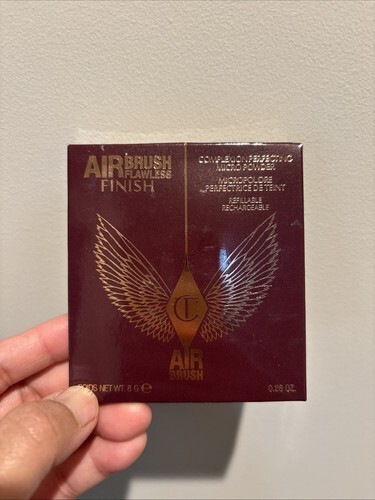 AIRBRUSH
FLAWLESS
FINISH
COMPLEXION PERFECTING
MICRO POWDER
MICROPOUDRE
PERFECTRICE DE TEINT
REFILLABLE
RECHARGEABLE
CT
AIR
BRUSH
POIDS NET WT. 8 G ℮
0.28 OZ.